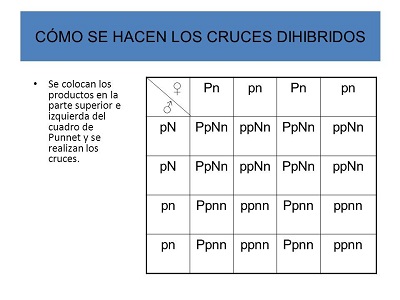 CÓMO SE HACEN LOS CRUCES DIHIBRIDOS
• Se colocan los
productos en la
parte superior e
izquierda del
cuadro de
Punnet y se
realizan los
cruces.
♀ ♂ Pn pn Pn pn
pN PpNn ppNn PpNn ppNn
pN PpNn ppNn PpNn ppNn
pn Ppnn ppnn Ppnn ppnn
pn Ppnn ppnn Ppnn ppnn